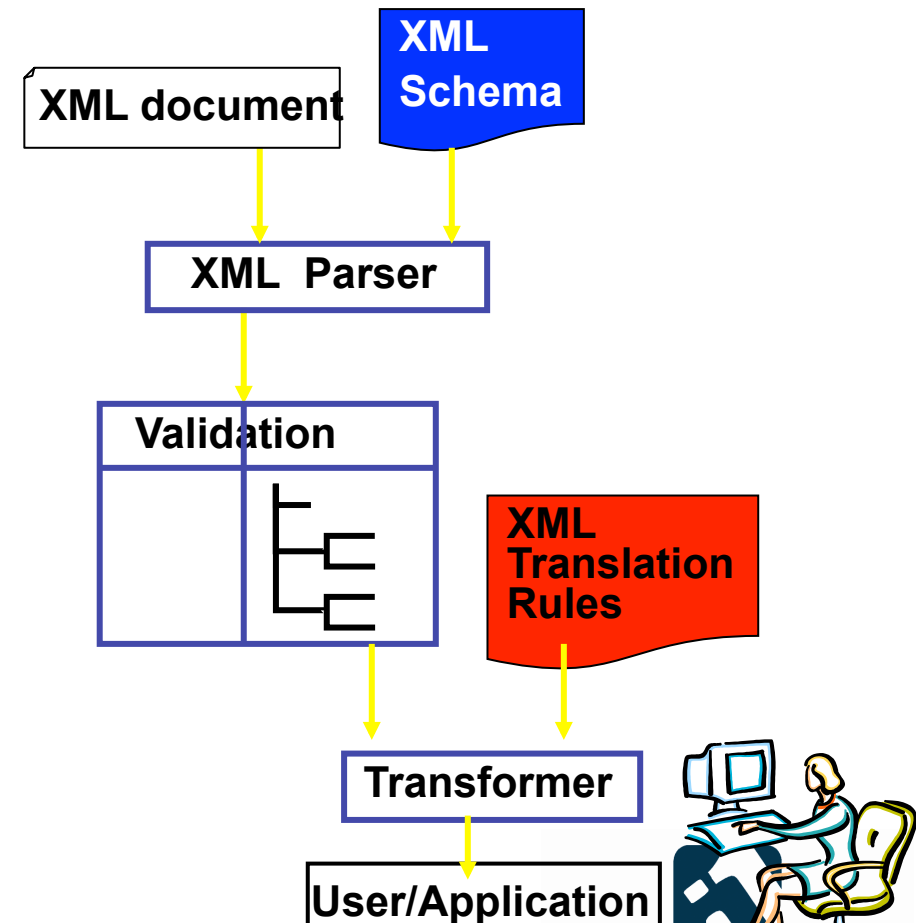 XML
Schema
XML document
XML Parser
Validation
XML
Translation
Rules
Transformer
User/Application